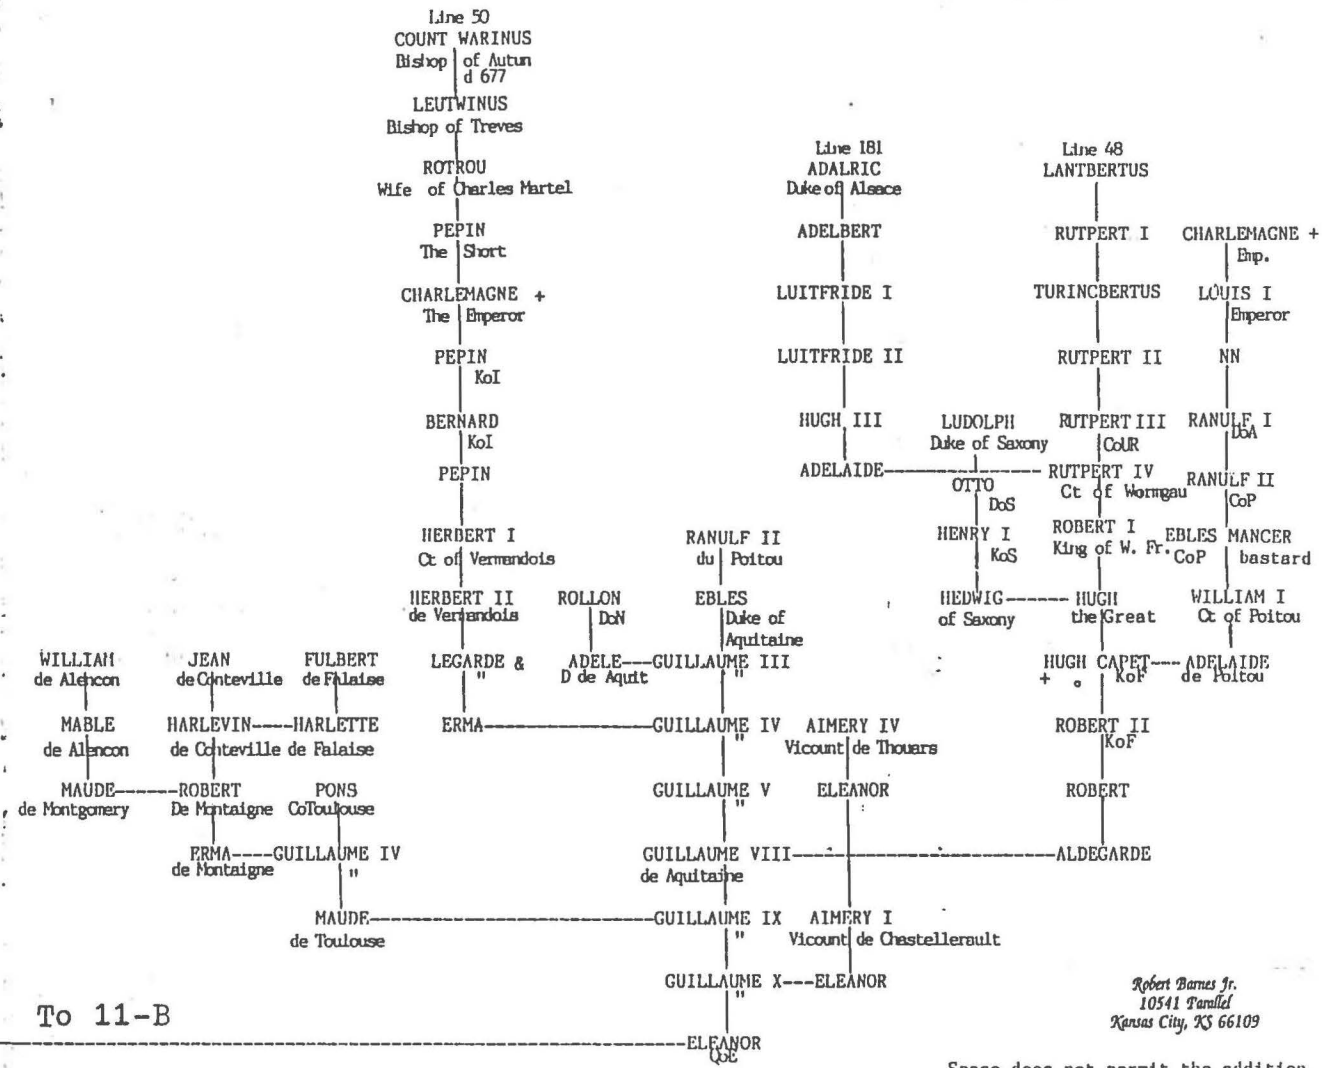 Line 50
COUNT WARINUS
Bishop of Autun
d 677
LEUTWINUS
Bishop of Treves
ROTROU
Wife of Charles Martel
PEPIN
The Short
CHARLEMAGNE +
The Emperor
PEPIN
KoI
BERNARD
KoI
PEPIN
HERBERT I
Ct of Vermandois
HERBERT II
de Vermandois
LEGARDE &
"
ERMA
Line 181
ADALRIC
Duke of Alsace
ADELBERT
LUITFRIDE I
LUITFRIDE II
HUGH III
ADELAIDE
LUDOLPH
Duke of Saxony
OTTO
DoS
HENRY I
KoS
HEDWIG
of Saxony
Line 48
LANTBERTUS
RUTPERT I
TURINCBERTUS
RUTPERT II
RUTPERT III
CoUR
RUTPERT IV
Ct of Wormgau
ROBERT I
King of W. Fr.
HUGH
the Great
HUGH CAPET
+ o KoF
ROBERT II
KoF
ROBERT
ALDEGARDE
CHARLEMAGNE +
Emp.
LOUIS I
Emperor
NN
RANULF I
DoA
RANULF II
CoP
EBLES MANCER
CoP bastard
WILLIAM I
Ct of Poitou
ADELAIDE
de Poitou
ROLLON
DoN
ADELE
D de Aquit
RANULF II
du Poitou
EBLES
Duke of
Aquitaine
GUILLAUME III
"
GUILLAUME IV
"
GUILLAUME V
"
GUILLAUME VIII
de Aquitaine
GUILLAUME IX
"
GUILLAUME X
"
ELEANOR
QoE
AIMERY IV
Vicount de Thouars
ELEANOR
AIMERY I
Vicount de Chastellerault
ELEANOR
WILLIAM
de Alencon
MABLE
de Alencon
MAUDE
de Montgomery
JEAN
de Conteville
HARLEVIN
de Conteville
ROBERT
De Montaigne
ERMA
de Montaigne
FULBERT
de Falaise
HARLETTE
de Falaise
PONS
CoToulouse
GUILLAUME IV
"
MAUDE
de Toulouse
To 11-B
Robert Barnes Jr.
10541 Parallel
Kansas City, KS 66109
Space does not permit the addition